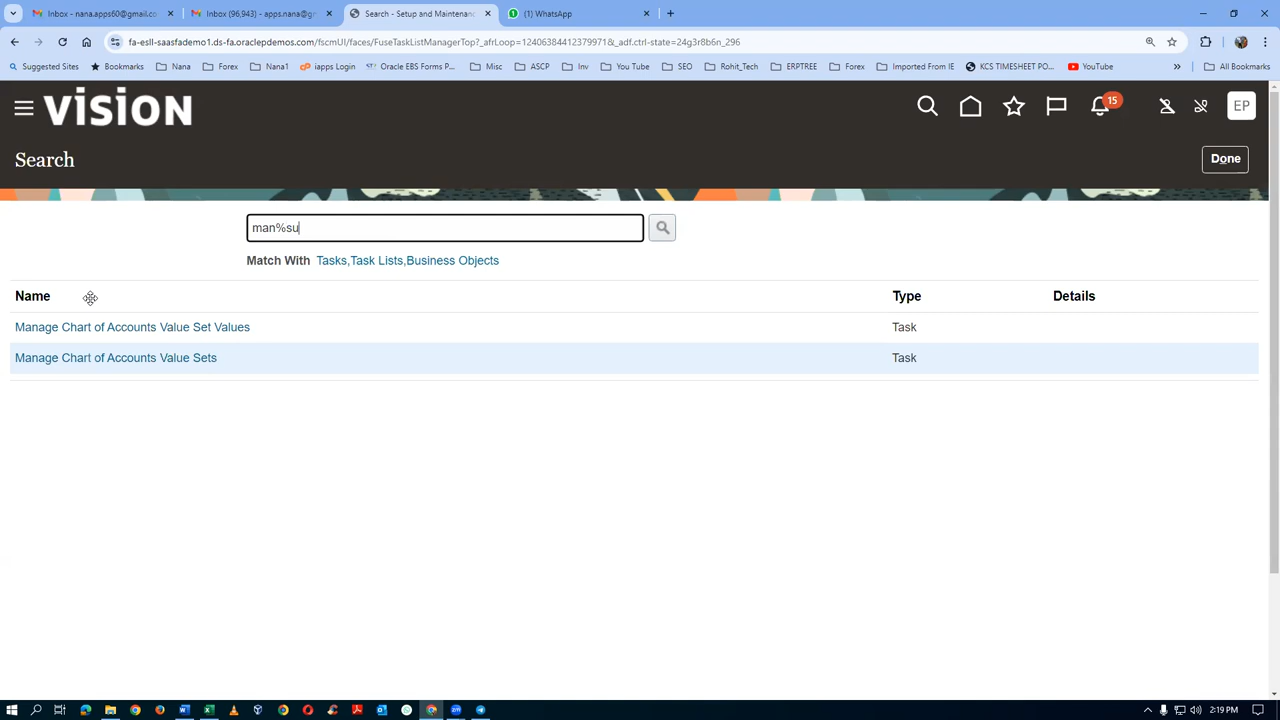 Inbox - nana.apps60@gmail.co
Inbox (96,943) - apps.nana@gr
Search - Setup and Maintenanc
(1) WhatsApp
fa-esll-saasfademo1.ds-fa.oraclepdemos.com/fscmUI/faces/FuseTaskListManagerTop?_afrLoop=12406384412379971&_adf.ctrl-state=24g3r8b6n_296
Suggested Sites
Bookmarks
Nana
Forex
Nana1
iapps Login
Oracle EBS Forms P...
Misc
ASCP
Inv
You Tube
SEO
Rohit_Tech
ERPTREE
Forex
Imported From IE
KCS TIMESHEET PO...
YouTube
»
All Bookmarks
vision
15
EP
Search
Done
man%su
Match With Tasks,Task Lists,Business Objects
Name Type Details
Manage Chart of Accounts Value Set Values Task
Manage Chart of Accounts Value Sets Task
2:19 PM